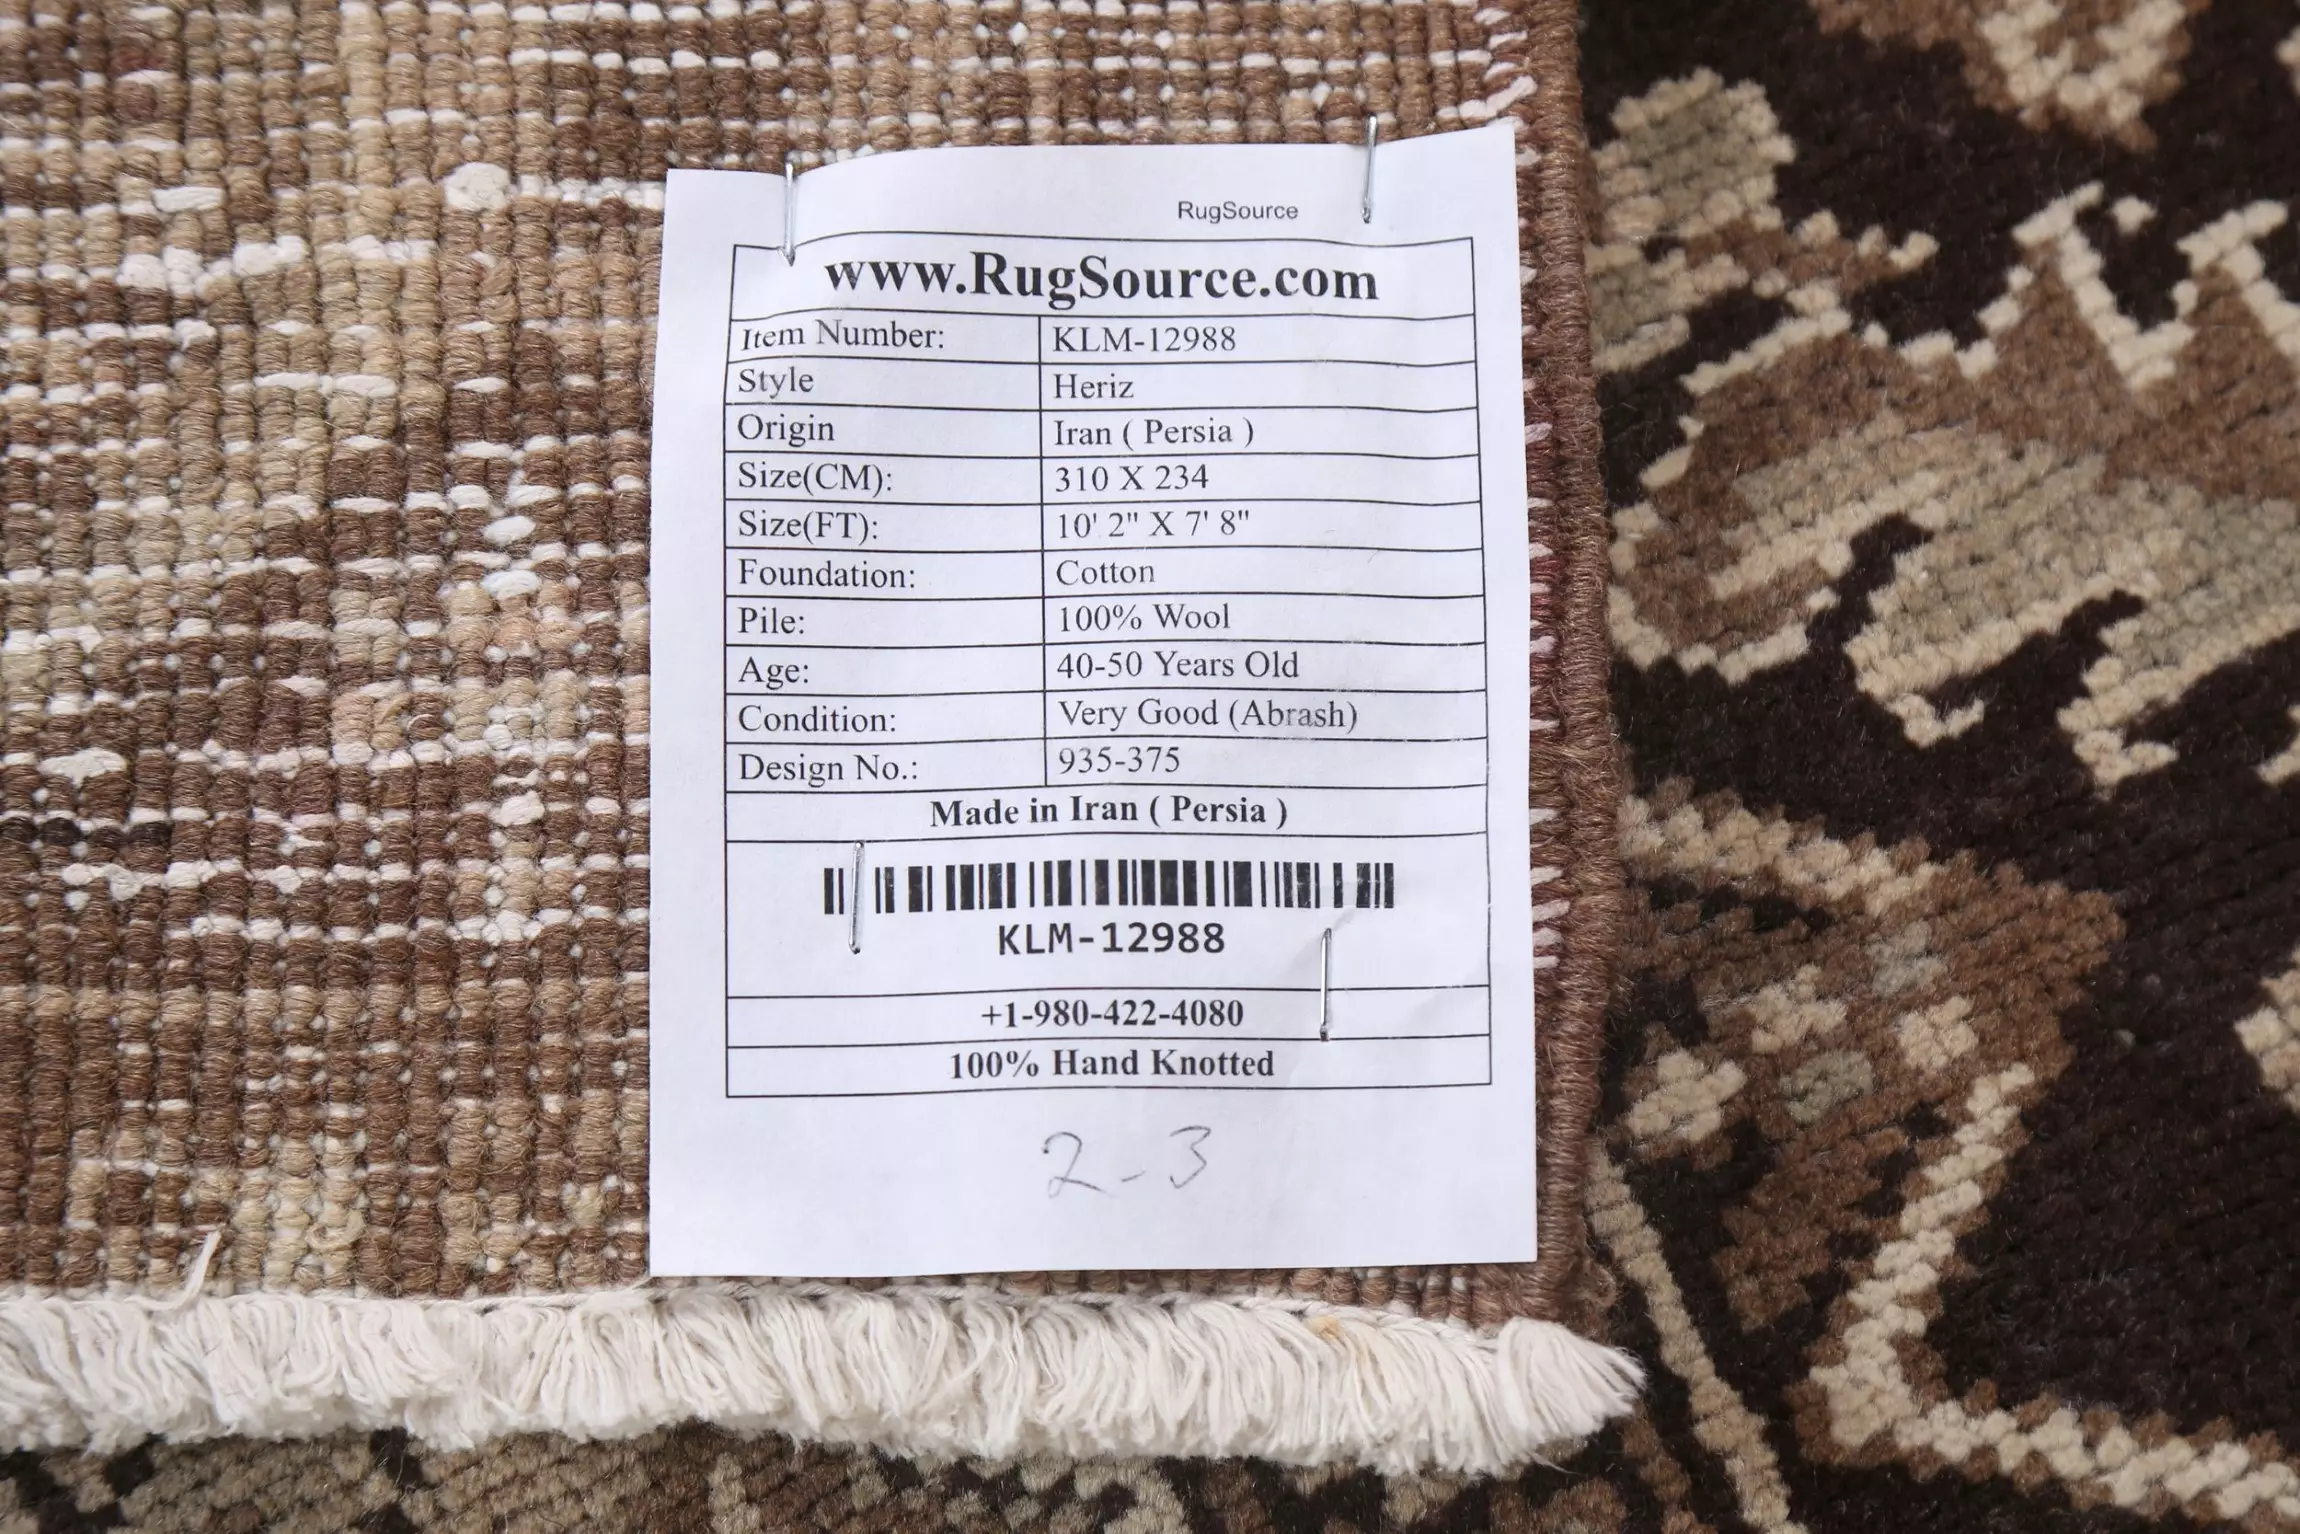 RugSource
www.RugSource.com
Item Number: KLM-12988
Style Heriz
Origin Iran ( Persia )
Size(CM): 310 X 234
Size(FT): 10' 2" X 7' 8"
Foundation: Cotton
Pile: 100% Wool
Age: 40-50 Years Old
Condition: Very Good (Abrash)
Design No.: 935-375
Made in Iran ( Persia )
KLM-12988
+1-980-422-4080
100% Hand Knotted
2-3